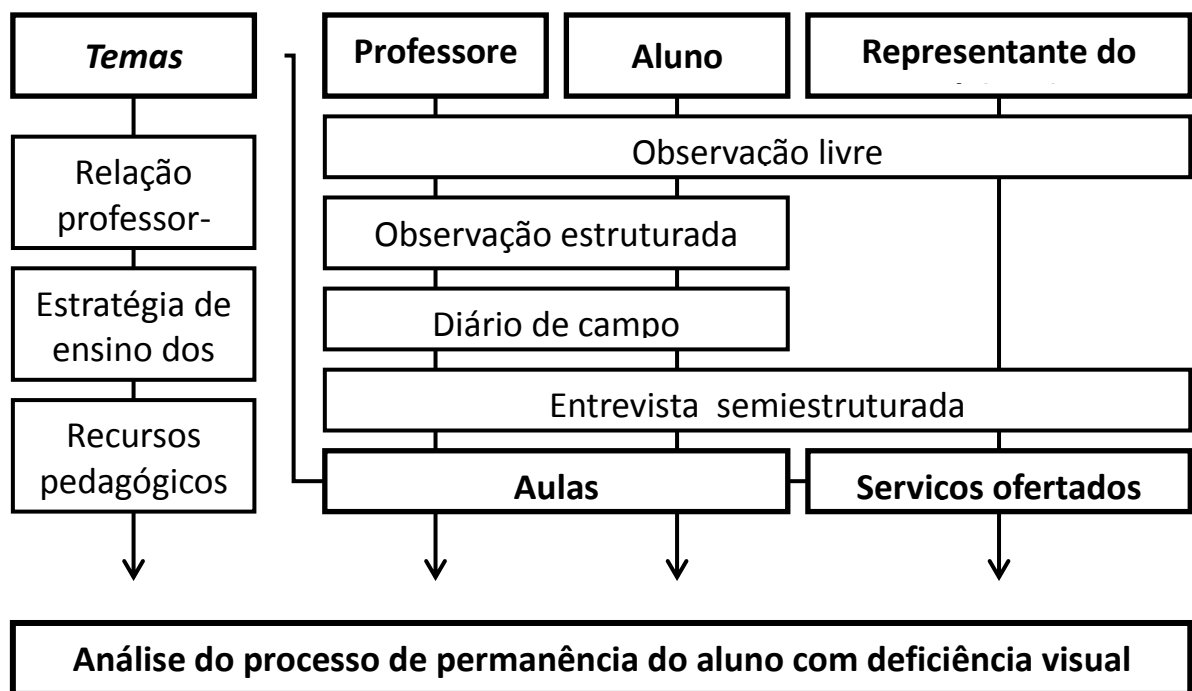 Temas
Professore
Aluno
Representante do
Relação
professor-
Estratégia de
ensino dos
Recursos
pedagógicos
Observação livre
Observação estruturada
Diário de campo
Entrevista semiestruturada
Aulas
Servicos ofertados
Análise do processo de permanência do aluno com deficiência visual